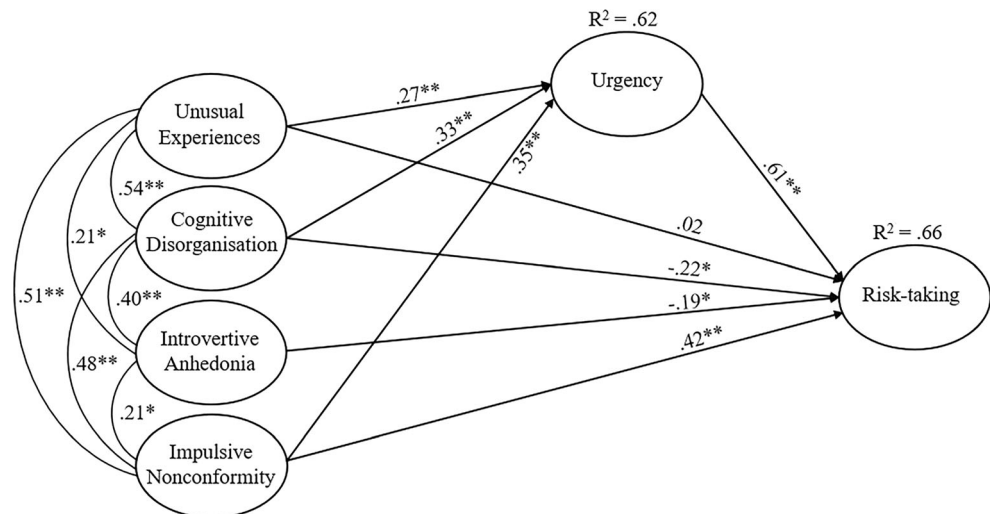 R² = .62
Urgency
Unusual
Experiences
.27**
.33**
.35**
.54**
.61**
.02
Cognitive
Disorganisation
.21*
R² = .66
-.22*
.51**
.40**
-.19*
Risk-taking
Introvertive
Anhedonia
.42**
.48**
.21*
Impulsive
Nonconformity